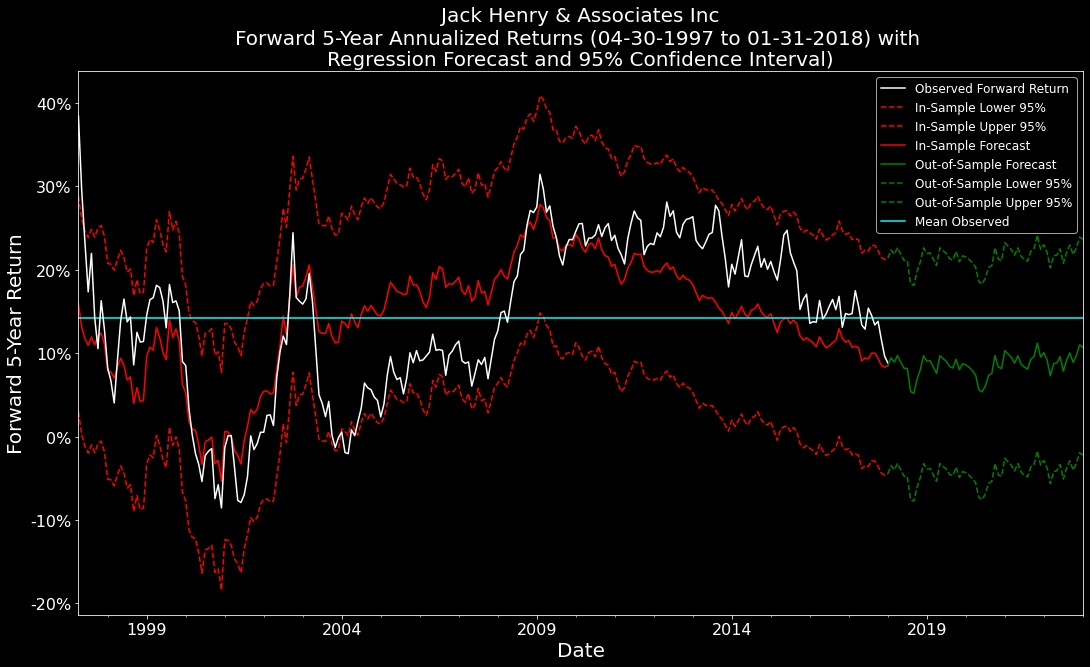 Jack Henry & Associates Inc
Forward 5-Year Annualized Returns (04-30-1997 to 01-31-2018) with
Regression Forecast and 95% Confidence Interval)
Forward 5-Year Return
40%
30%
20%
10%
0%
-10%
-20%
Observed Forward Return
In-Sample Lower 95%
In-Sample Upper 95%
In-Sample Forecast
Out-of-Sample Forecast
Out-of-Sample Lower 95%
Out-of-Sample Upper 95%
Mean Observed
1999
2004
2009
2014
2019
Date